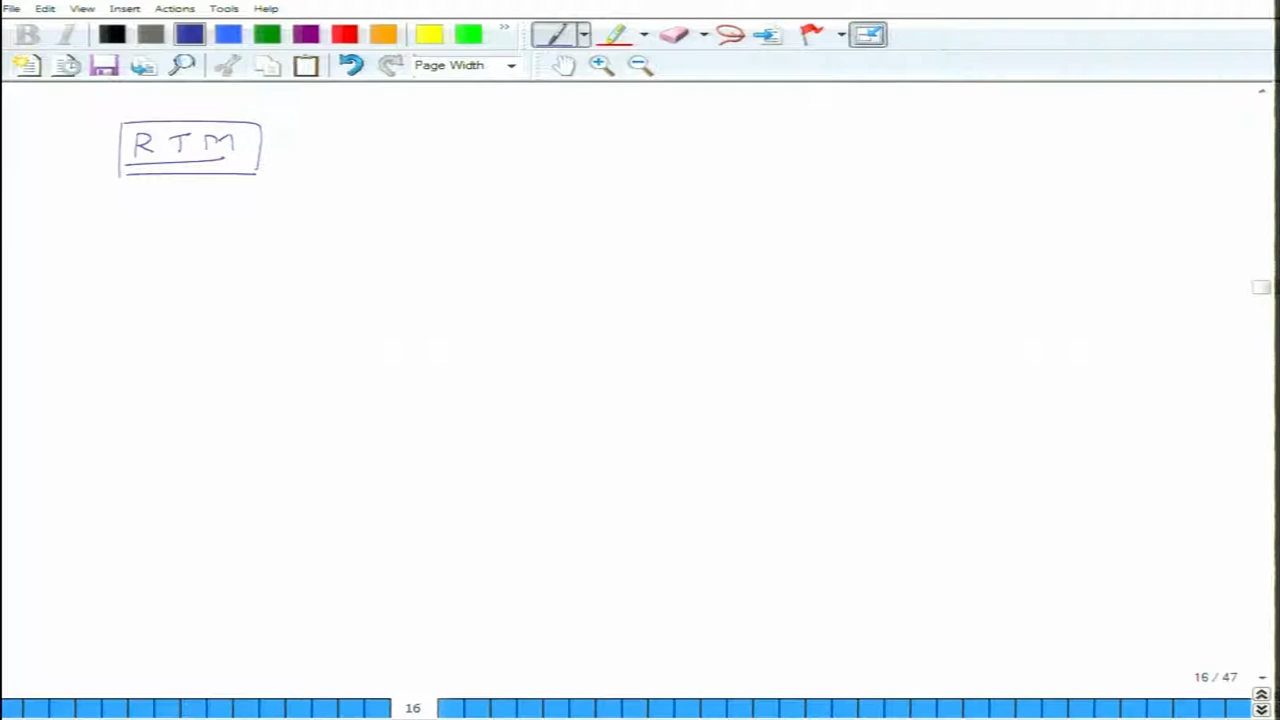 File Edit View Insert Actions Tools Help
B I »
Page Width
R T M
16 / 47
16